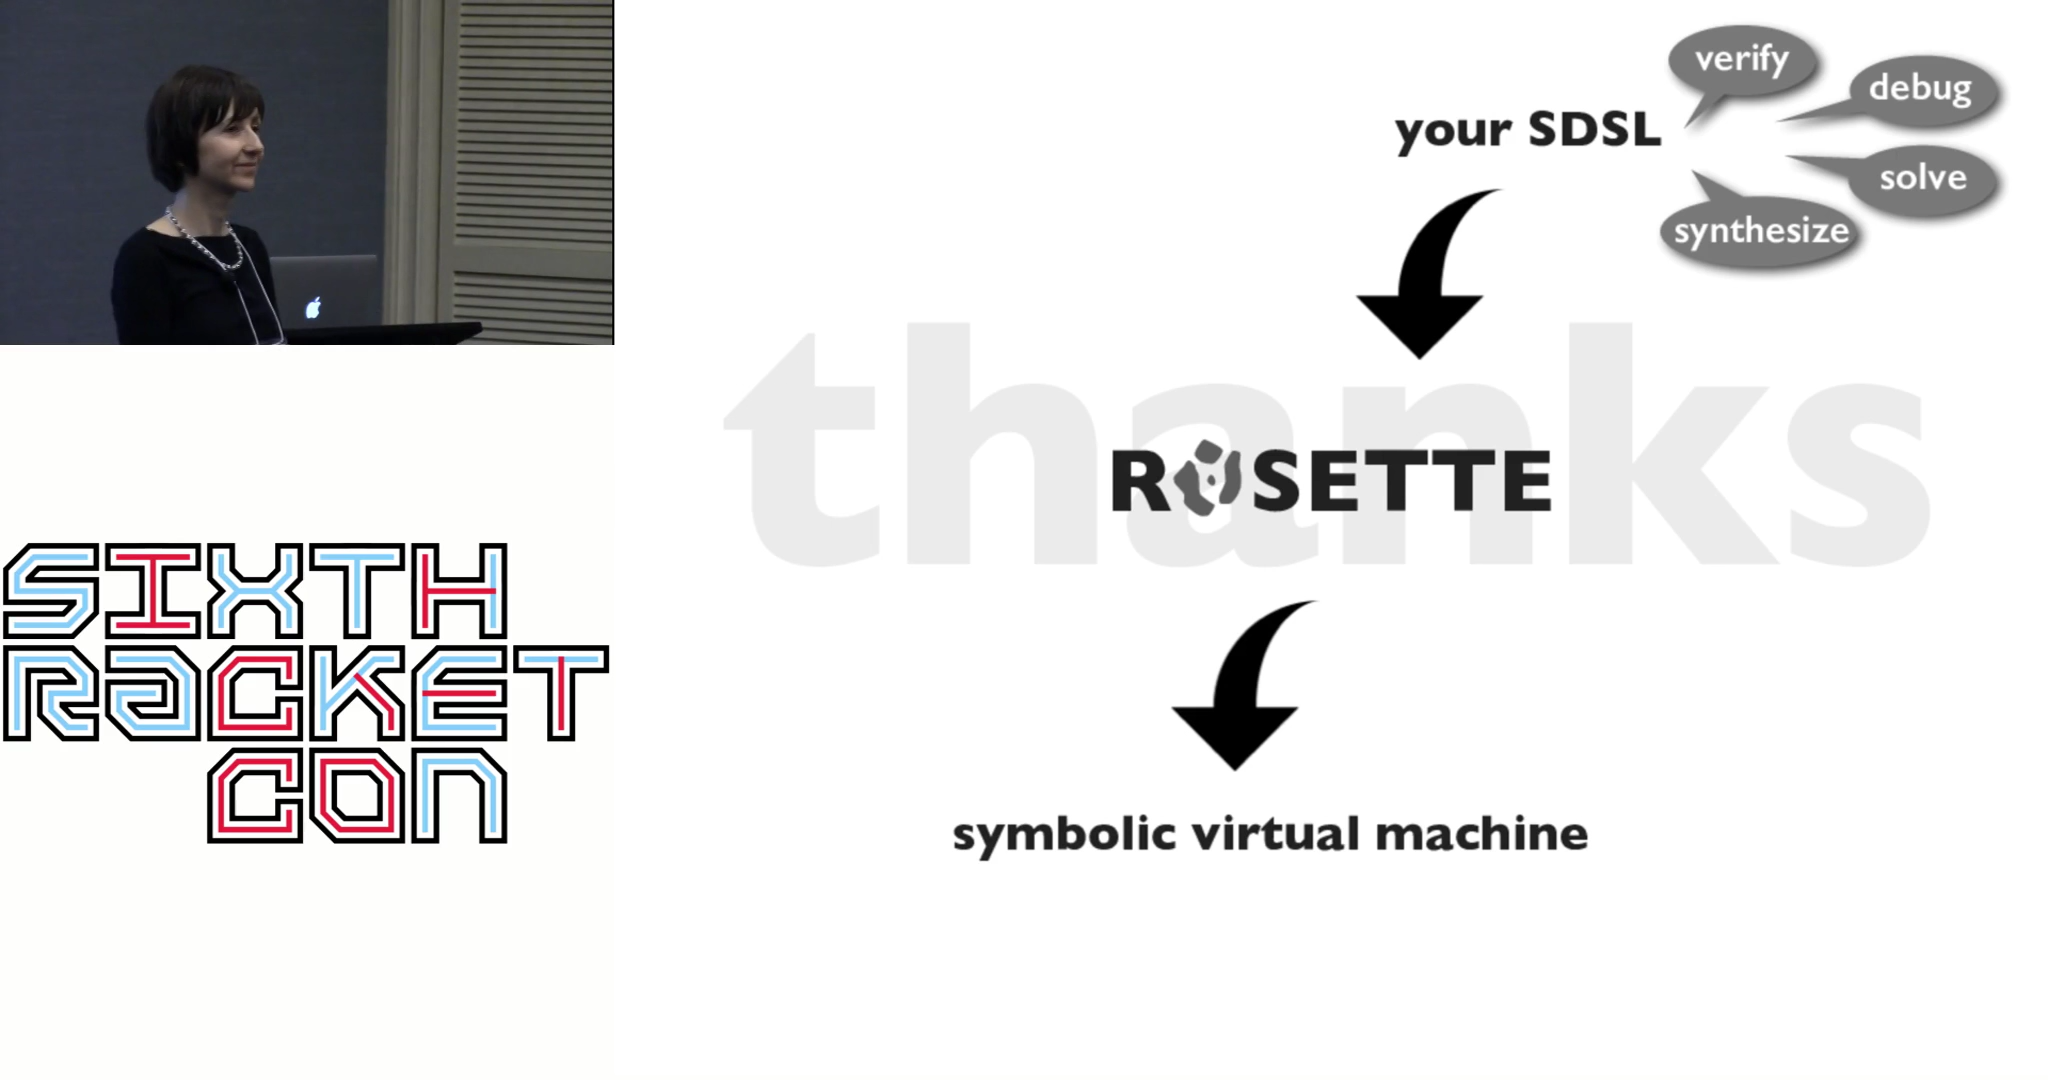 verify
debug
your SDSL
solve
synthesize
thanks
ROSETTE
symbolic virtual machine
SIXTH
RACKET
CON